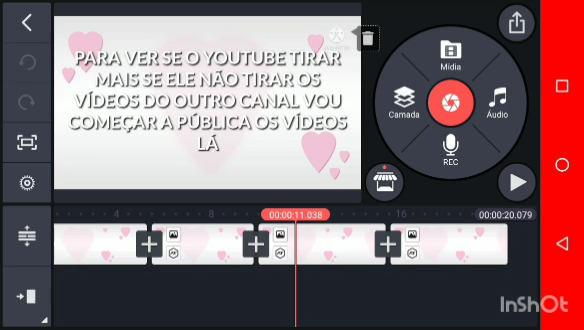 PARA VER SE O YOUTUBE TIRAR
MAIS SE ELE NÃO TIRAR OS
VÍDEOS DO OUTRO CANAL VOU
COMEÇAR A PÚBLICA OS VÍDEOS
LÁ
Mídia
Camada
Áudio
REC
4
8
00:00:11.038
16
00:00:20.079
InShOt